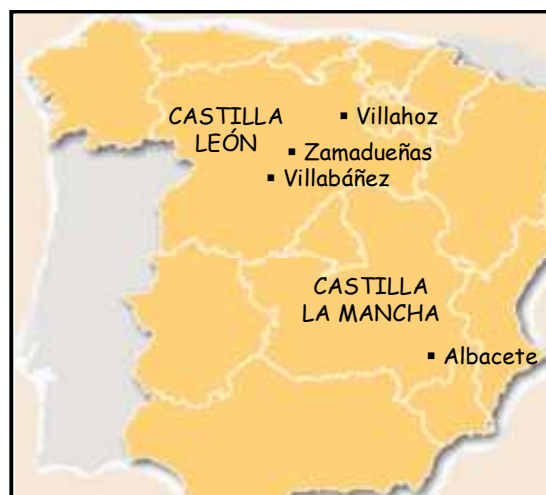 CASTILLA
LEÓN
▪ Villahoz
▪ Zamadueñas
▪ Villabáñez
CASTILLA
LA MANCHA
▪ Albacete